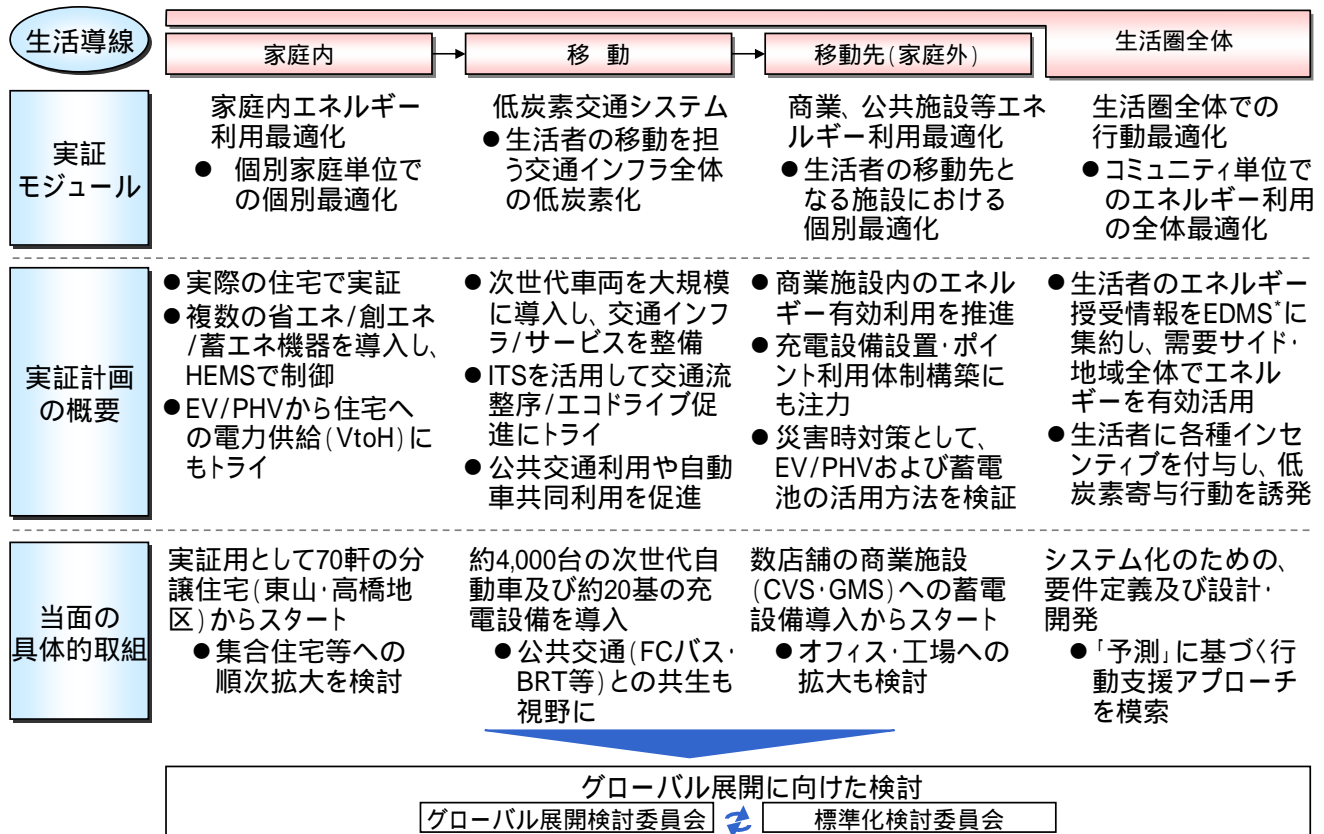 生活導線
家庭内
移 動
移動先(家庭外)
生活圏全体
実証
モジュール
家庭内エネルギー
利用最適化
● 個別家庭単位で
の個別最適化
低炭素交通システム
●生活者の移動を担
う交通インフラ全体
の低炭素化
商業、公共施設等エネ
ルギー利用最適化
●生活者の移動先と
なる施設における
個別最適化
生活圏全体での
行動最適化
●コミュニティ単位で
のエネルギー利用
の全体最適化
実証計画
の概要
●実際の住宅で実証
●複数の省エネ/創エネ
/蓄エネ機器を導入し、
HEMSで制御
●EV/PHVから住宅へ
の電力供給(VtoH)に
もトライ
●次世代車両を大規模
に導入し、交通インフ
ラ/サービスを整備
●ITSを活用して交通流
整序/エコドライブ促
進にトライ
●公共交通利用や自動
車共同利用を促進
●商業施設内のエネル
ギー有効利用を推進
●充電設備設置・ポイ
ント利用体制構築に
も注力
●災害時対策として、
EV/PHVおよび蓄電
池の活用方法を検証
●生活者のエネルギー
授受情報をEDMS*に
集約し、需要サイド・
地域全体でエネル
ギーを有効活用
●生活者に各種インセ
ンティブを付与し、低
炭素寄与行動を誘発
当面の
具体的取組
実証用として70軒の分
譲住宅(東山・高橋地
区)からスタート
●集合住宅等への
順次拡大を検討
約4,000台の次世代自
動車及び約20基の充
電設備を導入
●公共交通(FCバス・
BRT等)との共生も
視野に
数店舗の商業施設
(CVS・GMS)への蓄電
設備導入からスタート
●オフィス・工場への
拡大も検討
システム化のための、
要件定義及び設計・
開発
●「予測」に基づく行
動支援アプローチ
を模索
グローバル展開に向けた検討
グローバル展開検討委員会
標準化検討委員会